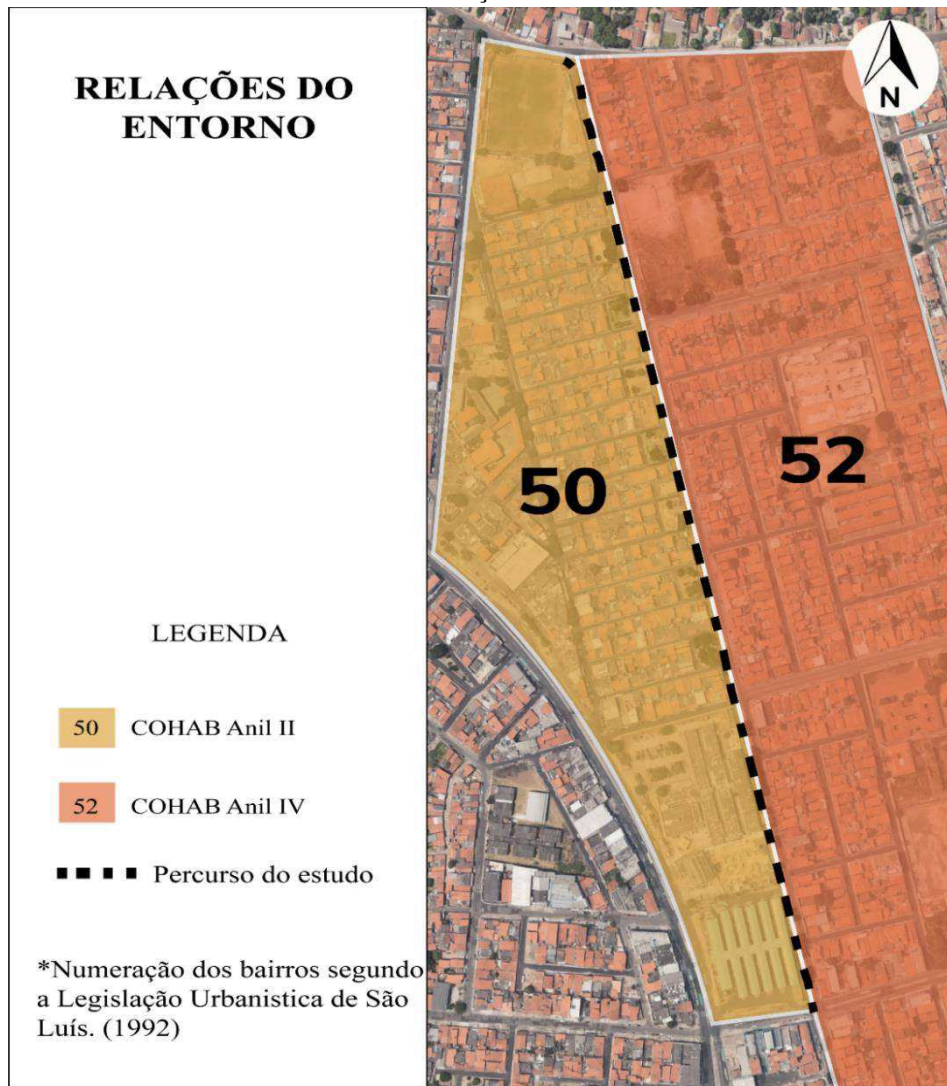 RELAÇÕES DO
ENTORNO
N
50
52
LEGENDA
50 COHAB Anil II
52 COHAB Anil IV
Percurso do estudo
*Numeração dos bairros segundo
a Legislação Urbanistica de São
Luís. (1992)